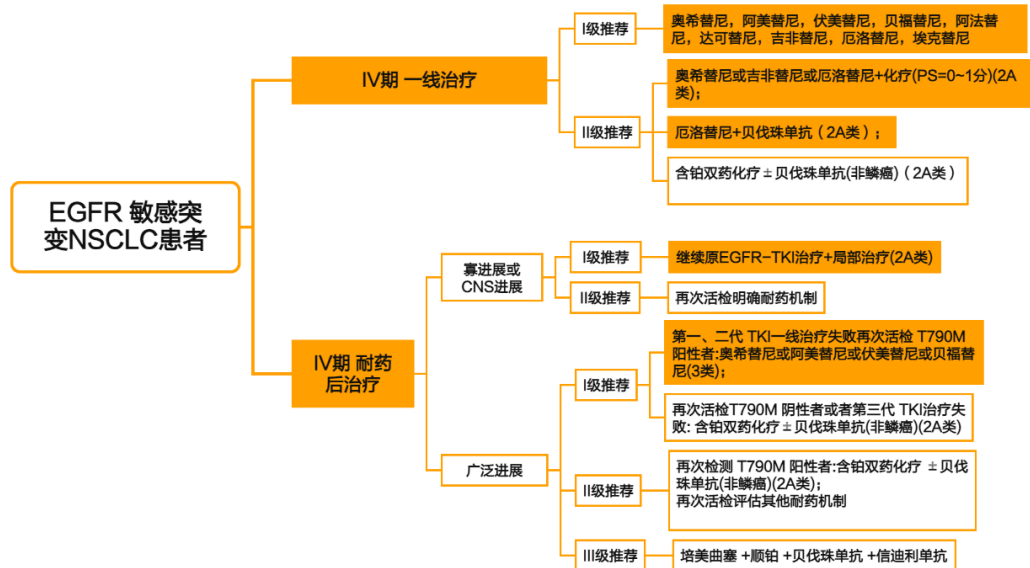 EGFR 敏感突
变NSCLC患者
IV期 一线治疗
I级推荐
奥希替尼，阿美替尼，伏美替尼，贝福替尼，阿法替
尼，达可替尼，吉非替尼，厄洛替尼，埃克替尼
II级推荐
奥希替尼或吉非替尼或厄洛替尼+化疗(PS=0~1分)(2A
类);
厄洛替尼+贝伐珠单抗（2A类）;
含铂双药化疗±贝伐珠单抗(非鳞癌)（2A类）
IV期 耐药
后治疗
寡进展或
CNS进展
I级推荐
继续原EGFR-TKI治疗+局部治疗(2A类)
II级推荐
再次活检明确耐药机制
广泛进展
I级推荐
第一、二代 TKI一线治疗失败再次活检 T790M
阳性者:奥希替尼或阿美替尼或伏美替尼或贝福替
尼(3类);
再次活检T790M 阴性者或者第三代 TKI治疗失
败: 含铂双药化疗±贝伐珠单抗(非鳞癌)(2A类)
II级推荐
再次检测 T790M 阳性者:含铂双药化疗 ±贝伐
珠单抗(非鳞癌)(2A类);
再次活检评估其他耐药机制
III级推荐
培美曲塞 +顺铂 +贝伐珠单抗 +信迪利单抗